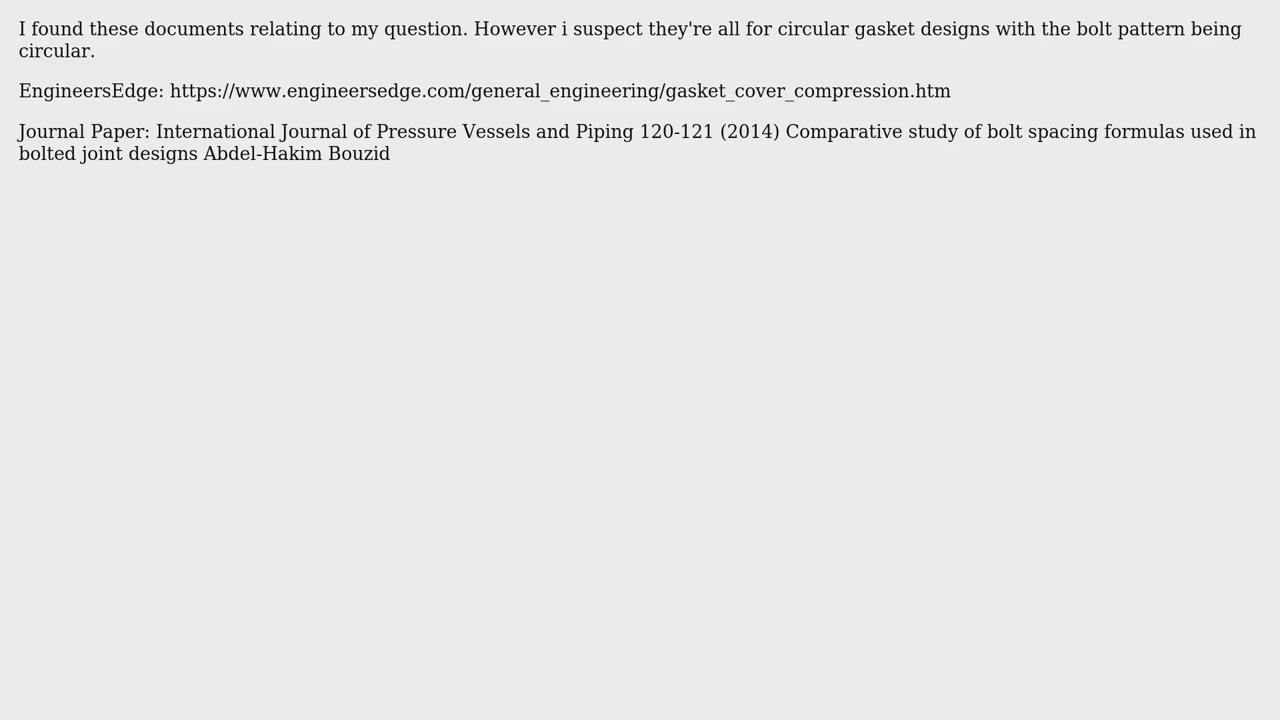 I found these documents relating to my question. However i suspect they're all for circular gasket designs with the bolt pattern being
circular.
EngineersEdge: https://www.engineersedge.com/general_engineering/gasket_cover_compression.htm
Journal Paper: International Journal of Pressure Vessels and Piping 120-121 (2014) Comparative study of bolt spacing formulas used in
bolted joint designs Abdel-Hakim Bouzid